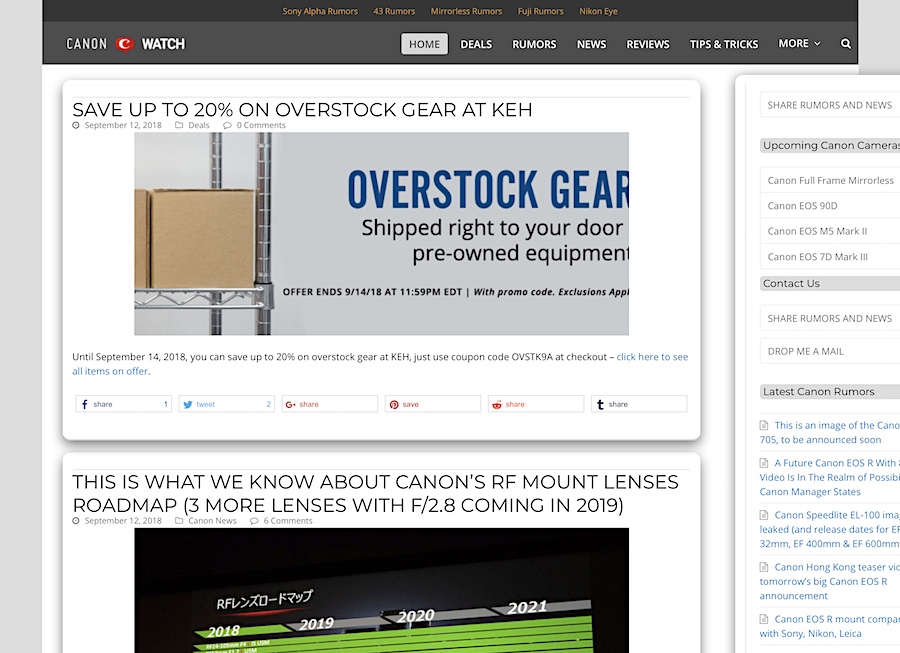 Sony Alpha Rumors 43 Rumors Mirrorless Rumors Fuji Rumors Nikon Eye
CANON C WATCH
HOME DEALS RUMORS NEWS REVIEWS TIPS & TRICKS MORE
SAVE UP TO 20% ON OVERSTOCK GEAR AT KEH
September 12, 2018 Deals 0 Comments
OVERSTOCK GEAR
Shipped right to your door
pre-owned equipment
OFFER ENDS 9/14/18 AT 11:59PM EDT | With promo code. Exclusions Appl
Until September 14, 2018, you can save up to 20% on overstock gear at KEH, just use coupon code OVSTK9A at checkout – click here to see
all items on offer.
share 1 tweet 2 share save share share
THIS IS WHAT WE KNOW ABOUT CANON'S RF MOUNT LENSES
ROADMAP (3 MORE LENSES WITH F/2.8 COMING IN 2019)
September 12, 2018 Canon News 6 Comments
RFレンズロードマップ
2018 2019 2020 2021
RF24-105mm F4 IS USM
SHARE RUMORS AND NEWS
Upcoming Canon Cameras
Canon Full Frame Mirrorless
Canon EOS 90D
Canon EOS M5 Mark II
Canon EOS 7D Mark III
Contact Us
SHARE RUMORS AND NEWS
DROP ME A MAIL
Latest Canon Rumors
This is an image of the Cano
705, to be announced soon
A Future Canon EOS R With
Video Is In The Realm of Possibi
Canon Manager States
Canon Speedlite EL-100 ima
leaked (and release dates for EF
32mm, EF 400mm & EF 600mm
Canon Hong Kong teaser vi
tomorrow's big Canon EOS R
announcement
Canon EOS R mount compa
with Sony, Nikon, Leica